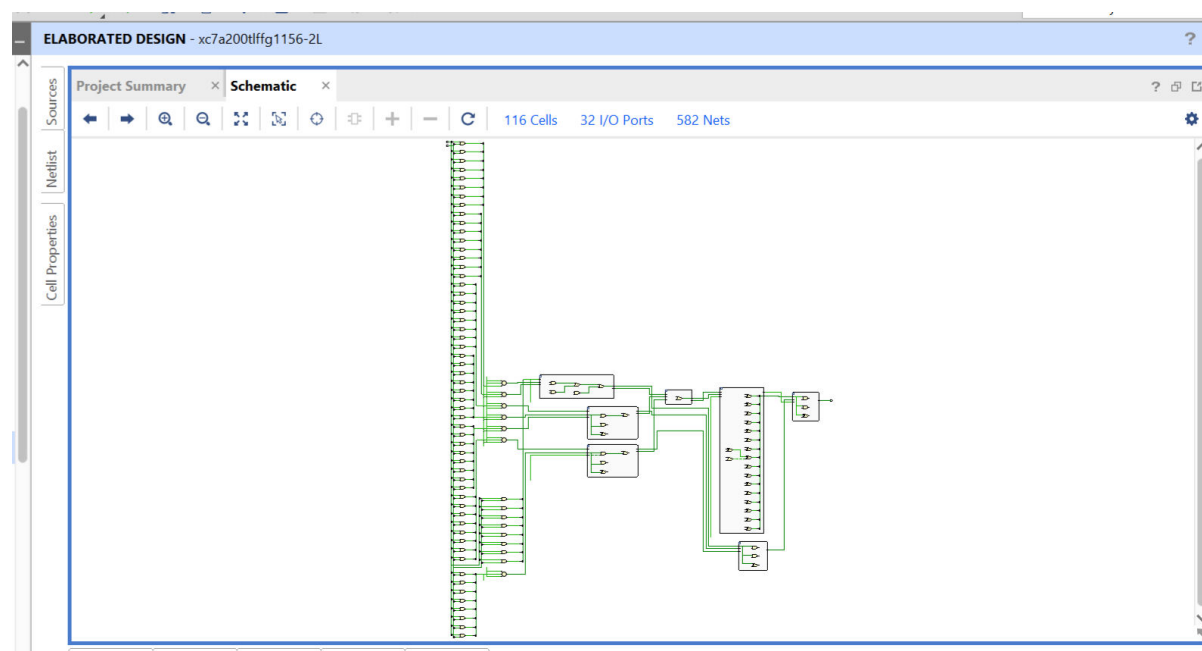 ELABORATED DESIGN - xc7a200tlffg1156-2L
?
Sources
Netlist
Cell Properties
Project Summary × Schematic ×
?
116 Cells 32 I/O Ports 582 Nets